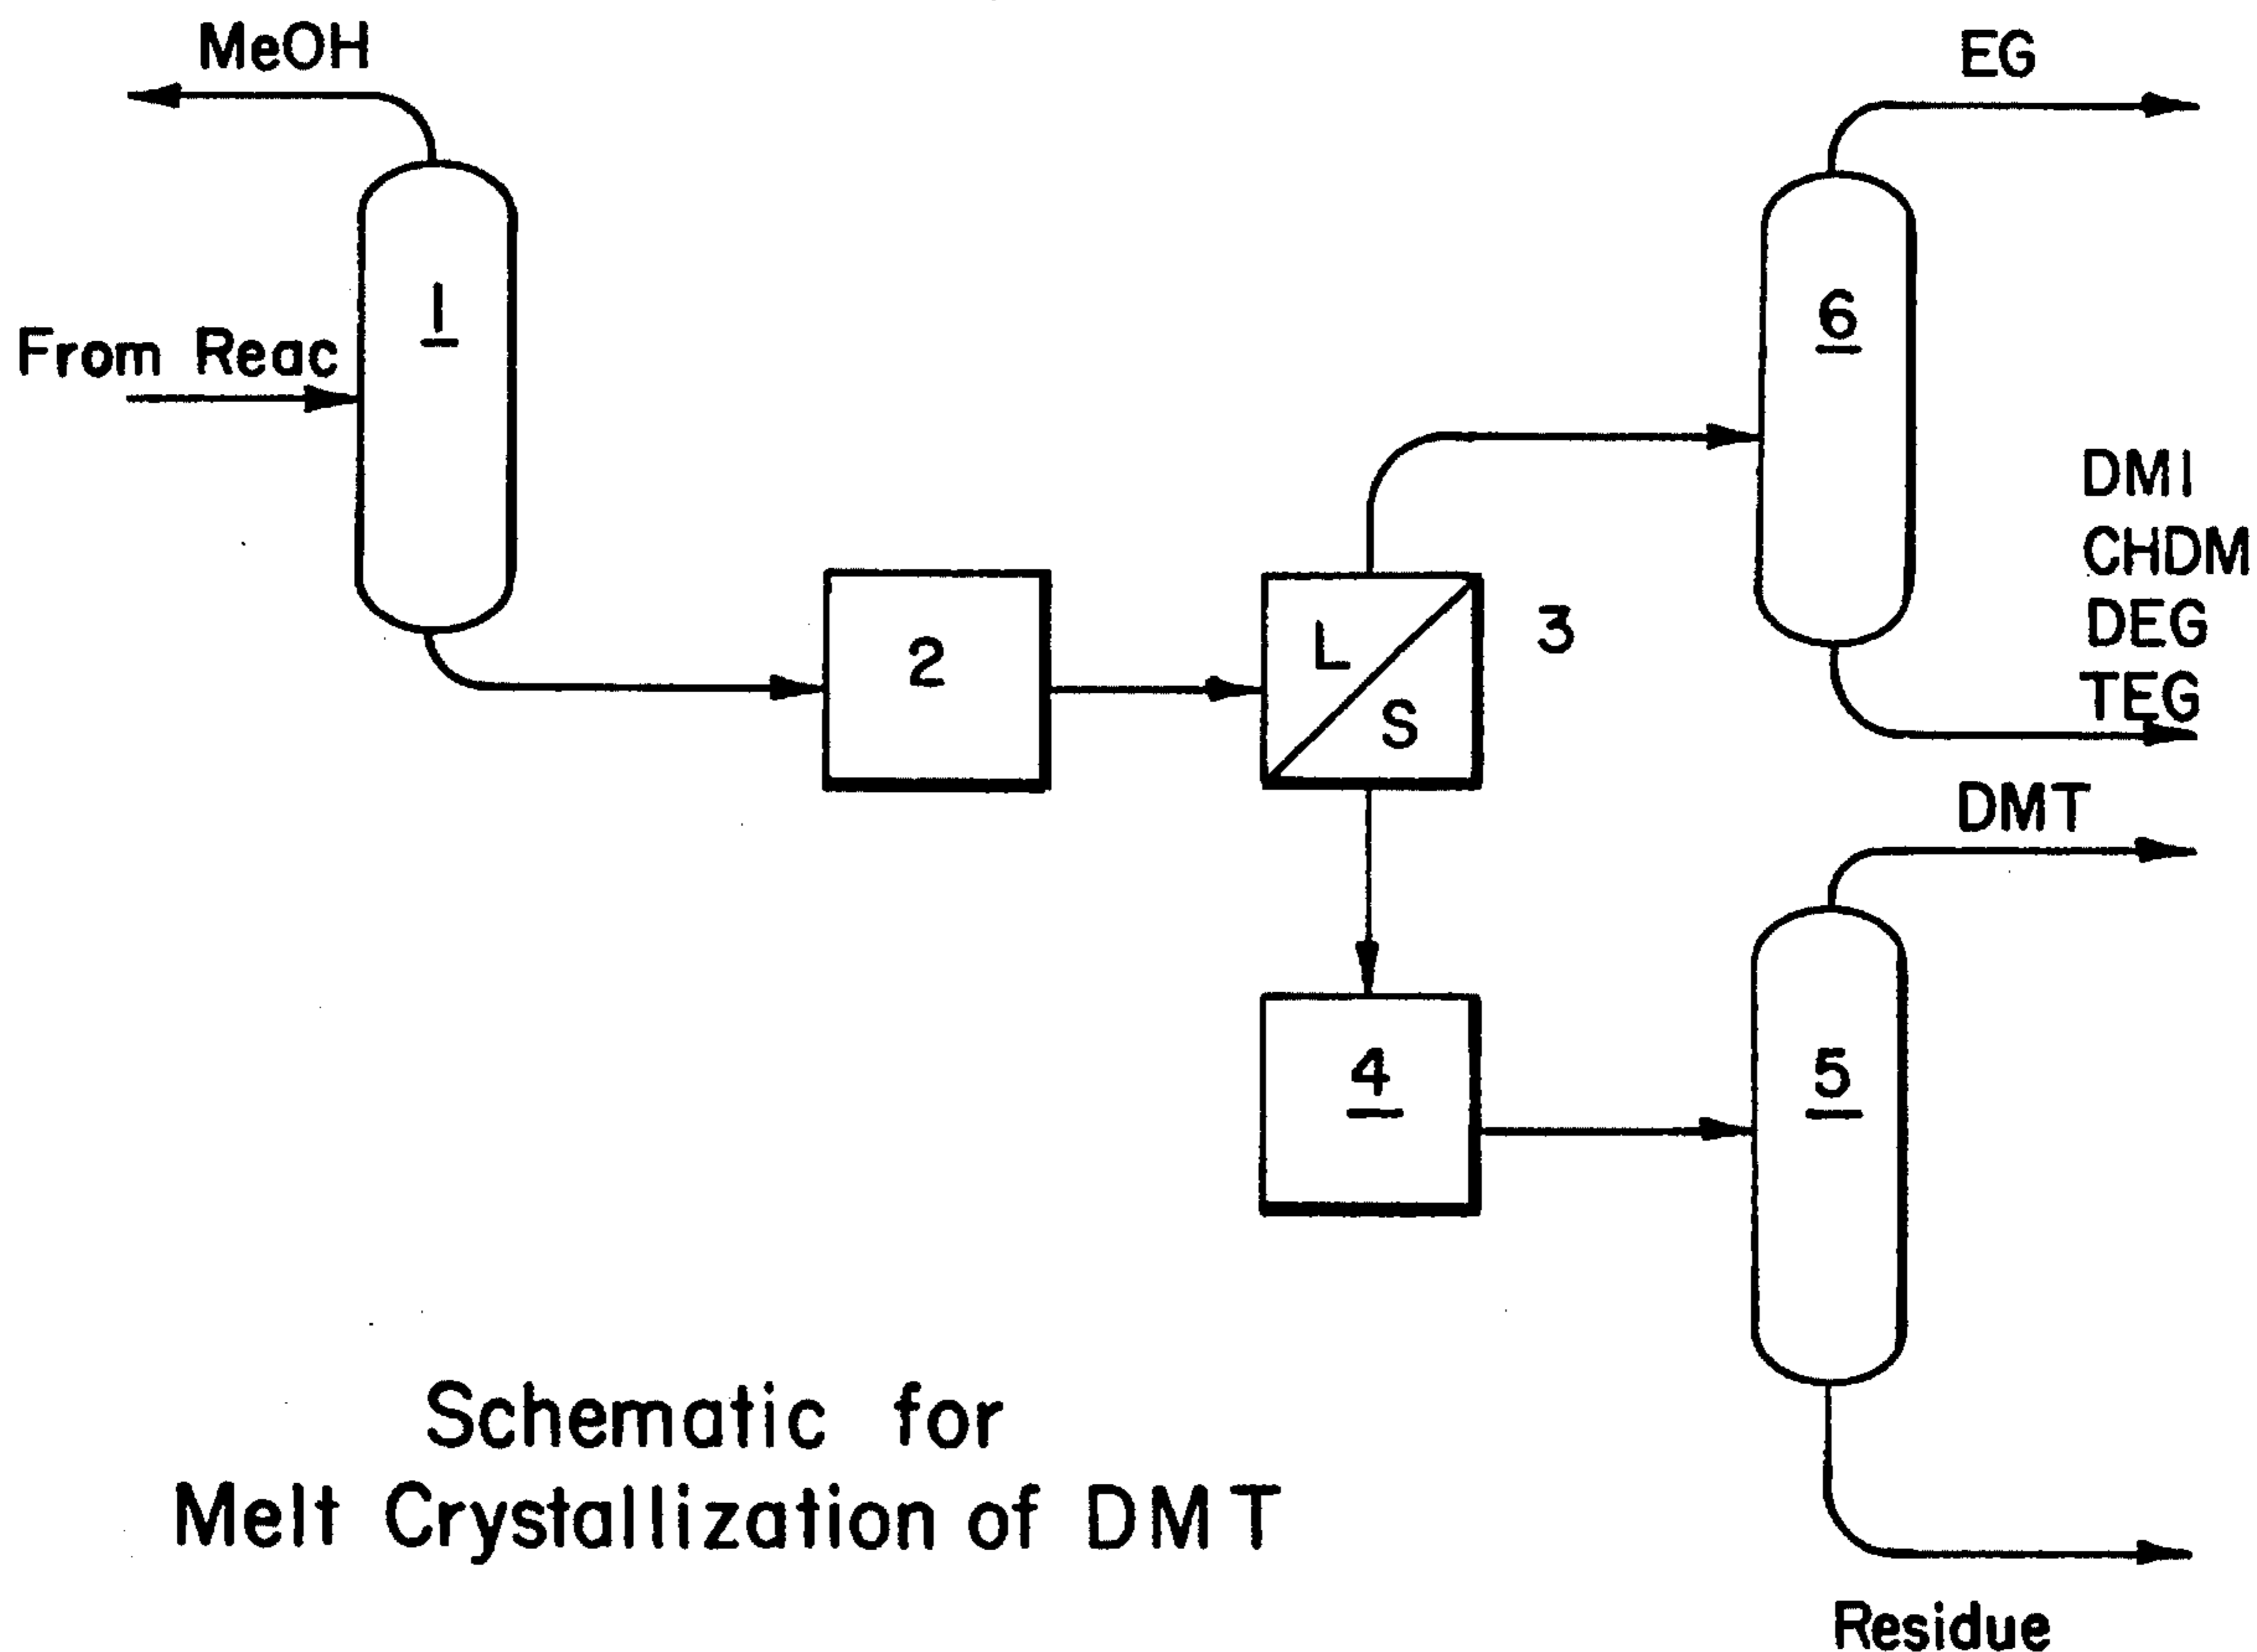 MeOH
EG
1
6
From Reac
DMI
CHDM
DEG
TEG
2
L
S
3
DMT
4
5
Schematic for
Melt Crystallization of DMT
Residue